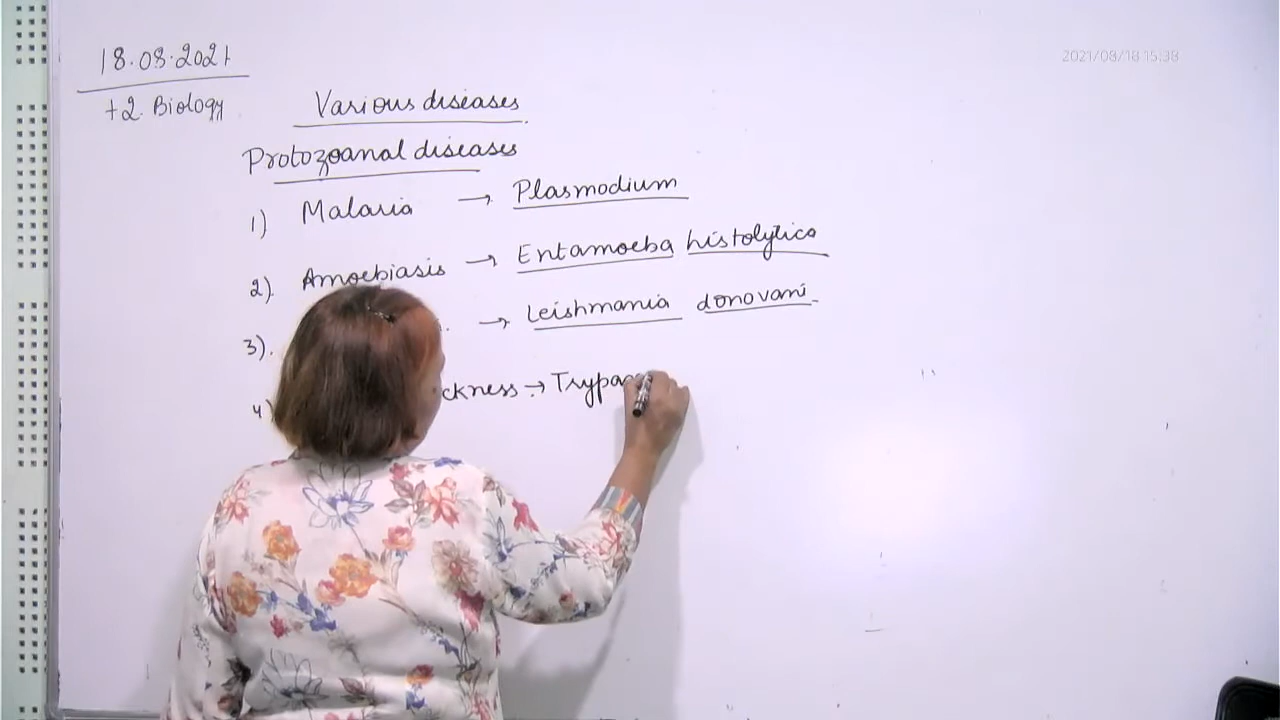 18.08.2021
2021/08/18 15:38
+2. Biology
Various diseases
Protozoanal diseases
1) Malaria → Plasmodium
2). Amoebiasis → Entamoeba histolytica
3). → Leishmania donovani
4) ckness → Trypa